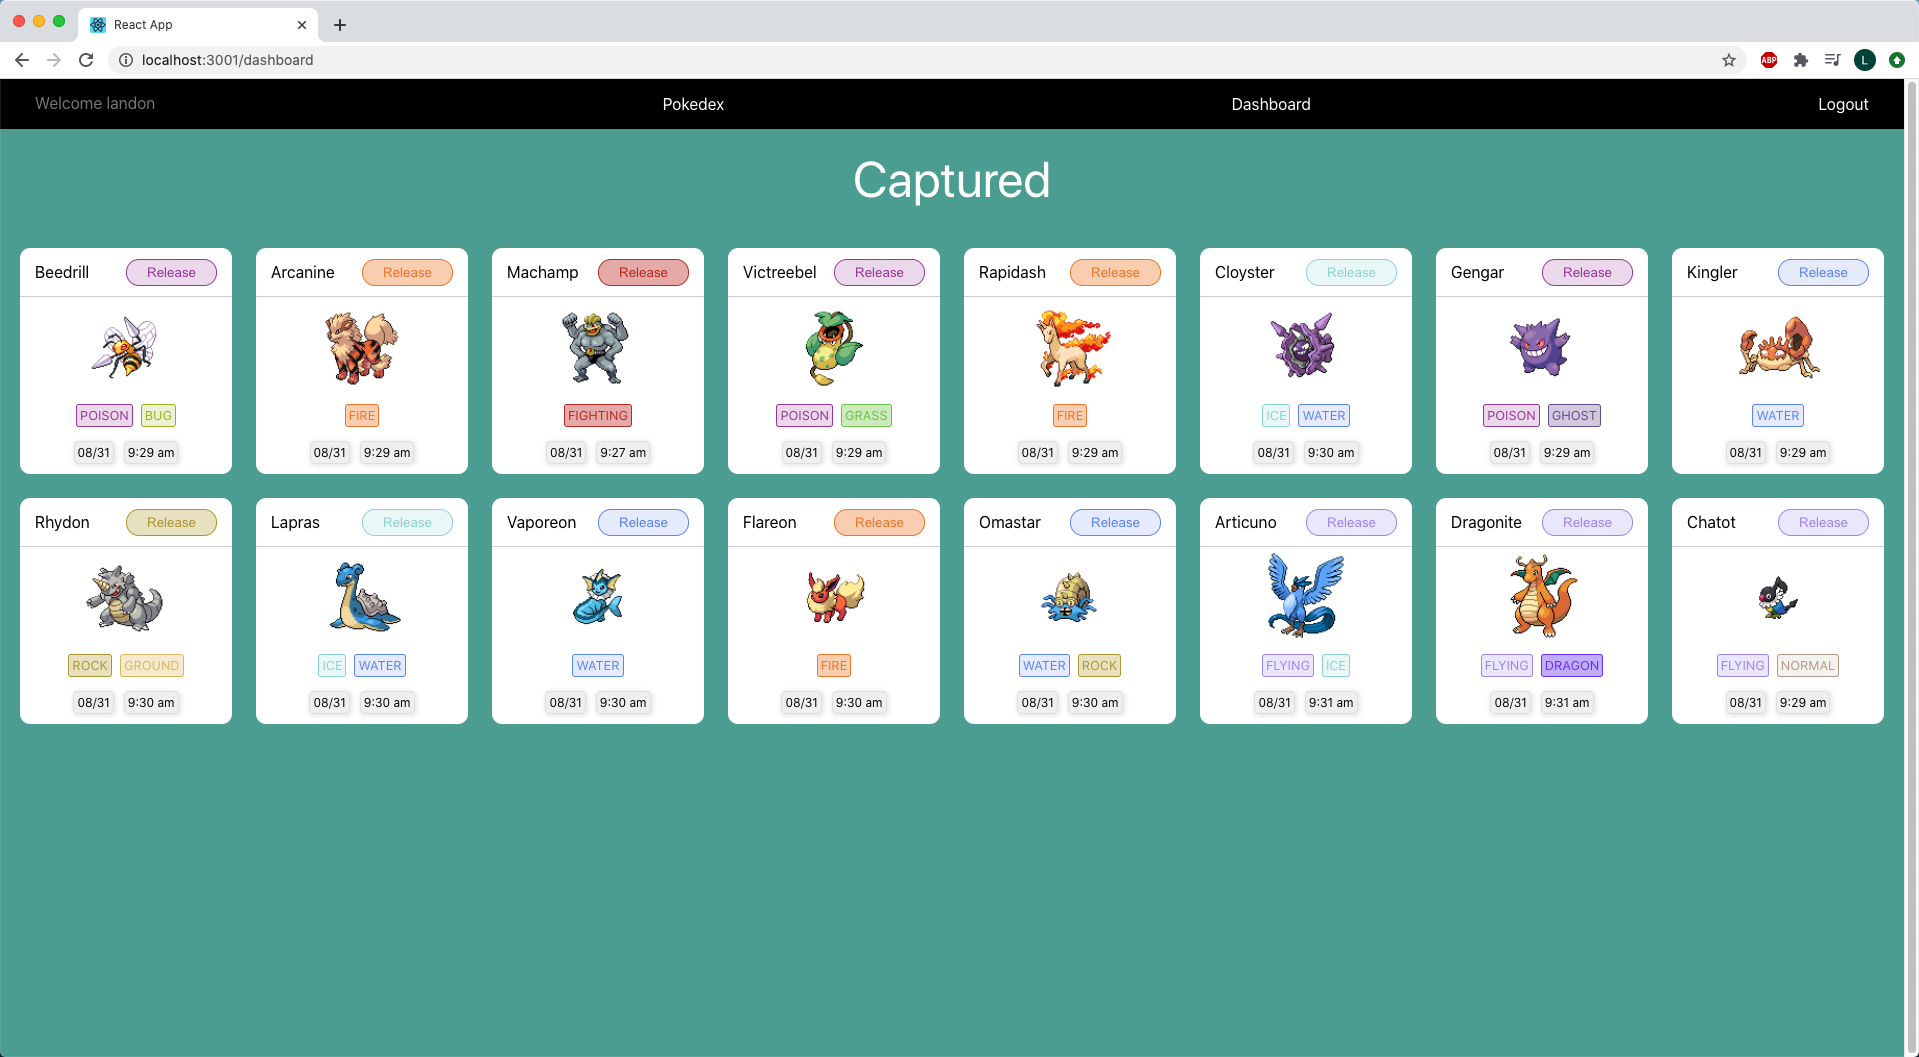 React App
localhost:3001/dashboard
ABP
L
Welcome landon Pokedex Dashboard Logout
Captured
Beedrill Release Arcanine Release Machamp Release Victreebel Release Rapidash Release Cloyster Release Gengar Release Kingler Release
POISON BUG FIRE FIGHTING POISON GRASS FIRE ICE WATER POISON GHOST WATER
08/31 9:29 am 08/31 9:29 am 08/31 9:27 am 08/31 9:29 am 08/31 9:29 am 08/31 9:30 am 08/31 9:29 am 08/31 9:29 am
Rhydon Release Lapras Release Vaporeon Release Flareon Release Omastar Release Articuno Release Dragonite Release Chatot Release
ROCK GROUND ICE WATER WATER FIRE WATER ROCK FLYING ICE FLYING DRAGON FLYING NORMAL
08/31 9:30 am 08/31 9:30 am 08/31 9:30 am 08/31 9:30 am 08/31 9:30 am 08/31 9:31 am 08/31 9:31 am 08/31 9:29 am